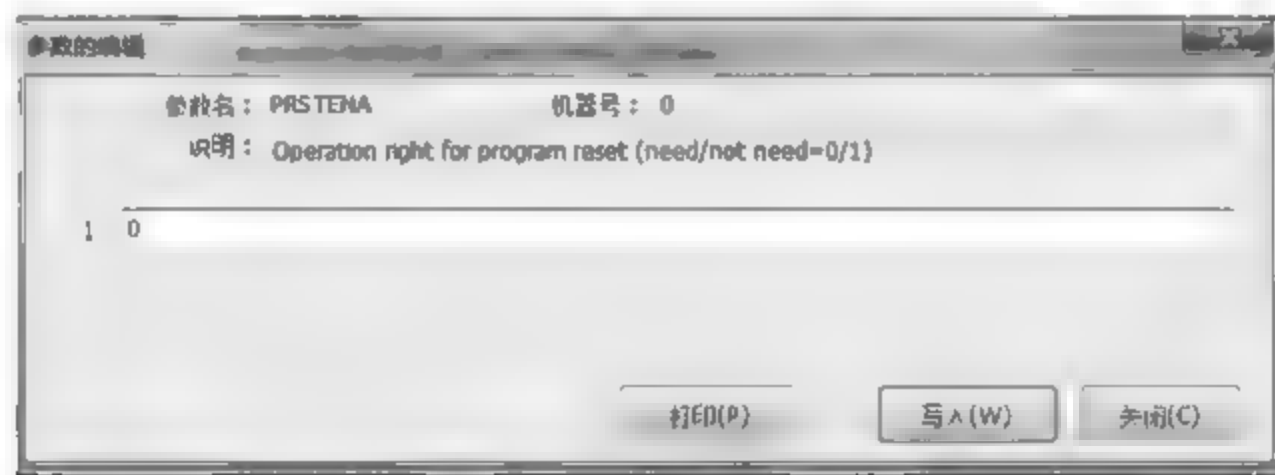 参数的编辑
参数名： PRSTENA 机器号： 0
说明： Operation right for program reset (need/not need=0/1)
1 0
打印(P) 写入(W) 关闭(C)